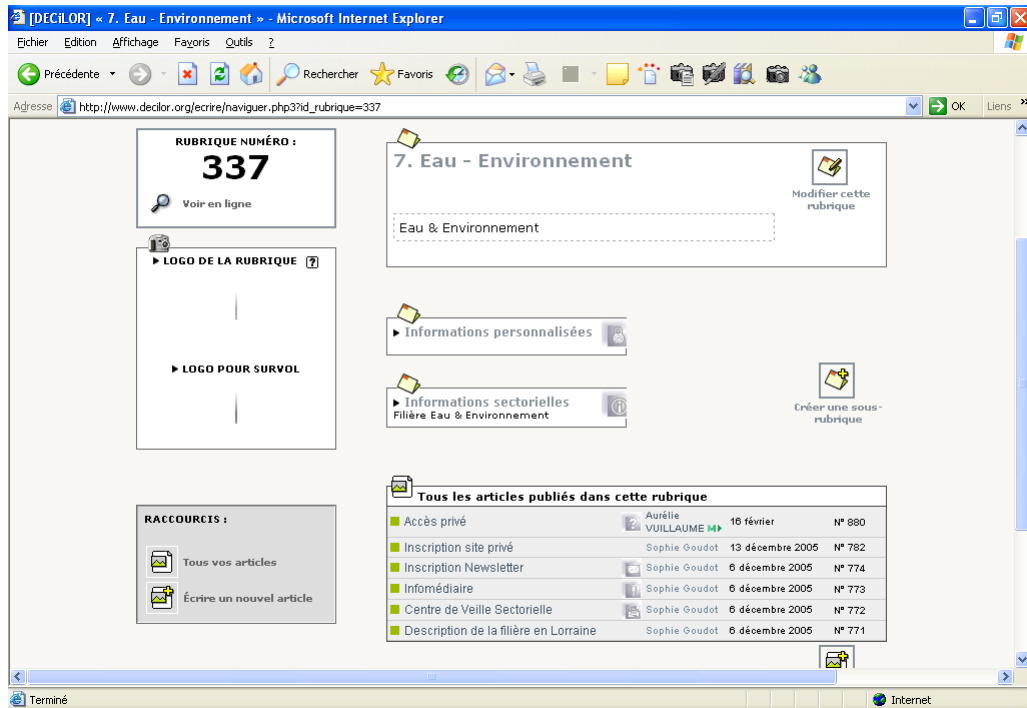 [DECiLOR] « 7. Eau - Environnement » - Microsoft Internet Explorer
Fichier Edition Affichage Favoris Outils ?
Précédente Rechercher Favoris
Adresse http://www.decilor.org/ecrire/naviguer.php3?id_rubrique=337 OK Liens »
RUBRIQUE NUMÉRO :
337
Voir en ligne
7. Eau - Environnement
Modifier cette
rubrique
Eau & Environnement
LOGO DE LA RUBRIQUE ?
LOGO POUR SURVOL
Informations personnalisées
Informations sectorielles
Filière Eau & Environnement
Créer une sous-
rubrique
RACCOURCIS :
Tous vos articles
Écrire un nouvel article
Tous les articles publiés dans cette rubrique
Accès privé Aurélie VUILLAUME M 16 février N° 880
Inscription site privé Sophie Goudot 13 décembre 2005 N° 782
Inscription Newsletter Sophie Goudot 6 décembre 2005 N° 774
Infomédiaire Sophie Goudot 6 décembre 2005 N° 773
Centre de Veille Sectorielle Sophie Goudot 6 décembre 2005 N° 772
Description de la filière en Lorraine Sophie Goudot 6 décembre 2005 N° 771
Terminé Internet